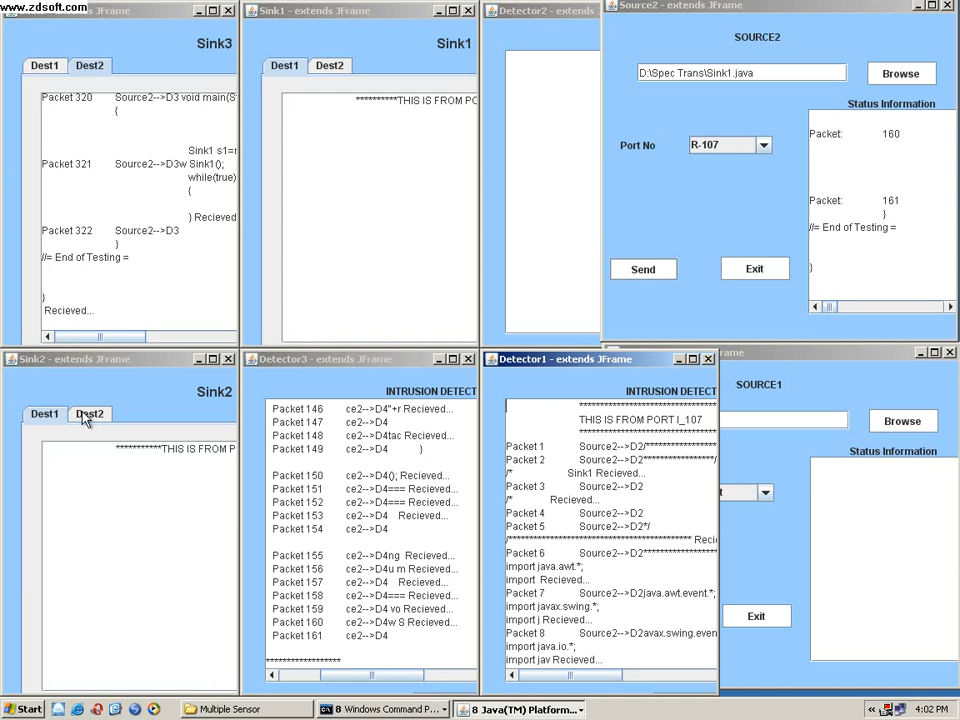 www.zdsoft.com
extends JFrame
Sink3
Dest1 Dest2
Packet 320 Source2-->D3 void main(S
{
Sink1 s1=r
Packet 321 Source2-->D3w Sink1();
while(true)
{
} Recieved
Packet 322 Source2-->D3
}
//= End of Testing =
}
Recieved...
Sink1 - extends JFrame
Sink1
Dest1 Dest2
**********THIS IS FROM PO
Detector2 - extends JFrame
Source2 - extends JFrame
SOURCE2
D:\Spec Trans\Sink1.java Browse
Status Information
Port No R-107
Packet: 160
Packet: 161
}
//= End of Testing =
}
Send Exit
Sink2 - extends JFrame
Sink2
Dest1 Dest2
***********THIS IS FROM P
Detector3 - extends JFrame
INTRUSION DETECT
Packet 146 ce2-->D4"+r Recieved...
Packet 147 ce2-->D4
Packet 148 ce2-->D4tac Recieved...
Packet 149 ce2-->D4 }
Packet 150 ce2-->D4(); Recieved...
Packet 151 ce2-->D4=== Recieved...
Packet 152 ce2-->D4=== Recieved...
Packet 153 ce2-->D4 Recieved...
Packet 154 ce2-->D4
Packet 155 ce2-->D4ng Recieved...
Packet 156 ce2-->D4u m Recieved...
Packet 157 ce2-->D4 Recieved...
Packet 158 ce2-->D4=== Recieved...
Packet 159 ce2-->D4 vo Recieved...
Packet 160 ce2-->D4w S Recieved...
Packet 161 ce2-->D4
******************
Detector1 - extends JFrame
INTRUSION DETECT
*********************************
THIS IS FROM PORT I_107
*********************************
Packet 1 Source2-->D2/*****************
Packet 2 Source2-->D2*****************/
/* Sink1 Recieved...
Packet 3 Source2-->D2
/* Recieved...
Packet 4 Source2-->D2
Packet 5 Source2-->D2*/
/******************************************* Recie
Packet 6 Source2-->D2******************
import java.awt.*;
import Recieved...
Packet 7 Source2-->D2java.awt.event.*;
import javax.swing.*;
import j Recieved...
Packet 8 Source2-->D2avax.swing.even
import java.io.*;
import jav Recieved...
rame
SOURCE1
Browse
Status Information
t
Exit
Start Multiple Sensor 8 Windows Command P... 8 Java(TM) Platform... « 4:02 PM